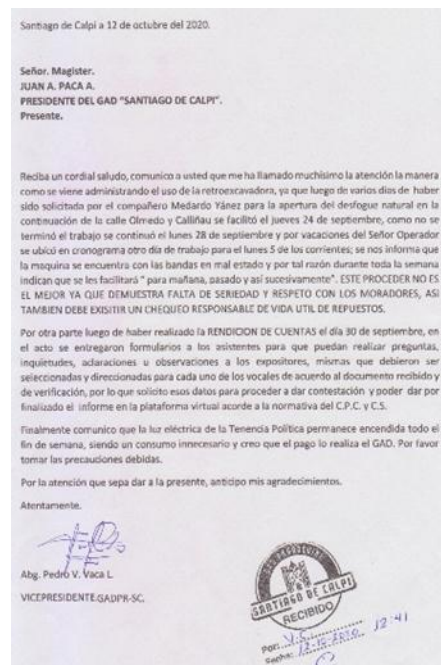 Santiago de Calpi a 12 de octubre del 2020.
Señor. Magister.
JUAN A. PACA A.
PRESIDENTE DEL GAD "SANTIAGO DE CALPI".
Presente.
Reciba un cordial saludo, comunico a usted que me ha llamado muchísimo la atención la manera
como se viene administrando el uso de la retroexcavadora, ya que luego de varios días de haber
sido solicitada por el compañero Medardo Yánez para la apertura del desfogue natural en la
continuación de la calle Olmedo y Calliñau se facilitó el jueves 24 de septiembre, como no se
terminó el trabajo se continuó el lunes 28 de septiembre y por vacaciones del Señor Operador
se ubicó en cronograma otro día de trabajo para el lunes 5 de los corrientes; se nos informa que
la maquina se encuentra con las bandas en mal estado y por tal razón durante toda la semana
indican que se les facilitará " para mañana, pasado y así sucesivamente". ESTE PROCEDER NO ES
EL MEJOR YA QUE DEMUESTRA FALTA DE SERIEDAD Y RESPETO CON LOS MORADORES, ASI
TAMBIEN DEBE EXISITIR UN CHEQUEO RESPONSABLE DE VIDA UTIL DE REPUESTOS.
Por otra parte luego de haber realizado la RENDICION DE CUENTAS el día 30 de septiembre, en
el acto se entregaron formularios a los asistentes para que puedan realizar preguntas,
inquietudes, aclaraciones u observaciones a los expositores, mismas que debieron ser
seleccionadas y direccionadas para cada uno de los vocales de acuerdo al documento recibido y
de verificación, por lo que solicito esos datos para proceder a dar contestación y poder dar por
finalizado el informe en la plataforma virtual acorde a la normativa del C.P.C. y C.S.
Finalmente comunico que la luz eléctrica de la Tenencia Política permanece encendida todo el
fin de semana, siendo un consumo innecesario y creo que el pago lo realiza el GAD. Por favor
tomar las precauciones debidas.
Por la atención que sepa dar a la presente, anticipo mis agradecimientos.
Atentamente.
Abg. Pedro V. Vaca L.
VICEPRESIDENTE.GADPR-SC.
SANTIAGO DE CALPI
RECIBIDO
Por:
Fecha: 12-10-2020 12:41